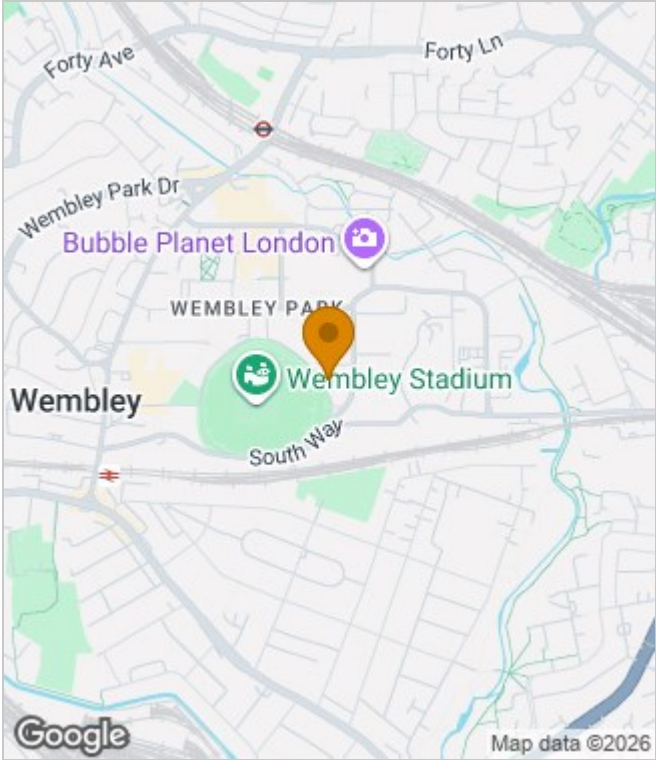 Forty Ave
Forty Ln
Wembley Park Dr
Bubble Planet London
WEMBLEY PARK
Wembley Stadium
Wembley
South Way
Google
Map data ©2026